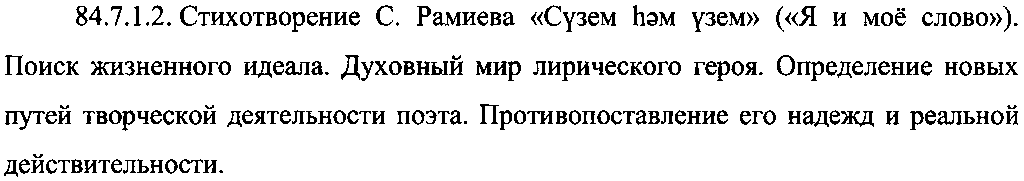 84.7.1.2. Стихотворение С. Рамиева «Сүзем һәм үзем» («Я и моё слово»).
Поиск жизненного идеала. Духовный мир лирического героя. Определение новых
путей творческой деятельности поэта. Противопоставление его надежд и реальной
действительности.